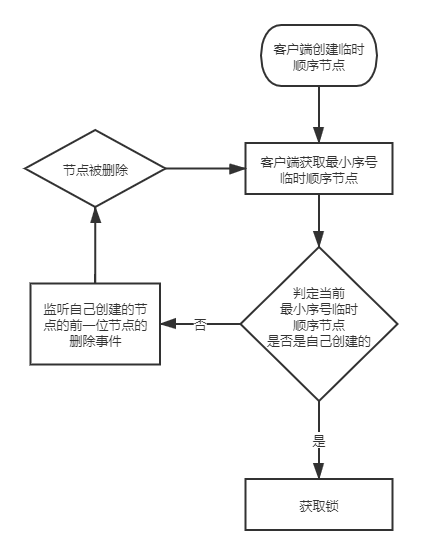 客户端创建临时
顺序节点
节点被删除
客户端获取最小序号
临时顺序节点
判定当前
最小序号临时
顺序节点
是否是自己创建的
监听自己创建的节
点的前一位节点的
删除事件
否
是
获取锁